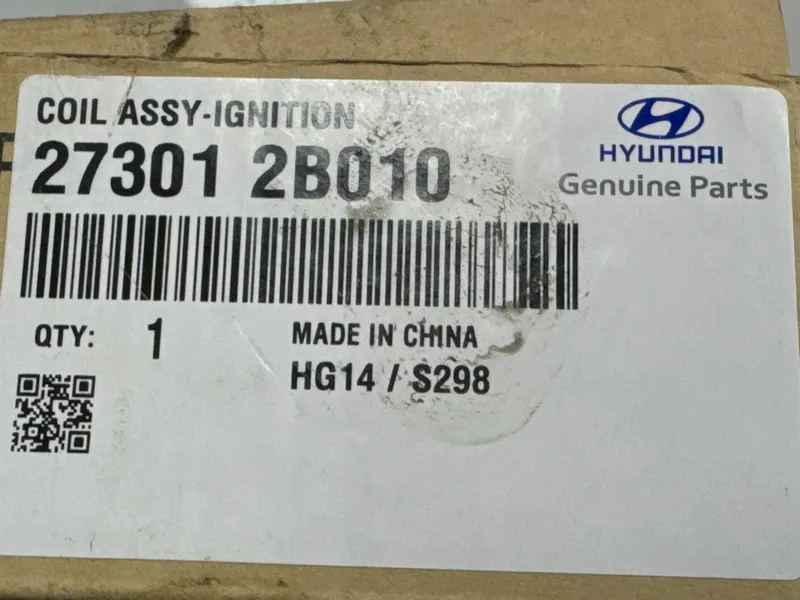 COIL ASSY-IGNITION
27301 2B010
HYUNDAI
Genuine Parts
QTY: 1
MADE IN CHINA
HG14 / S298